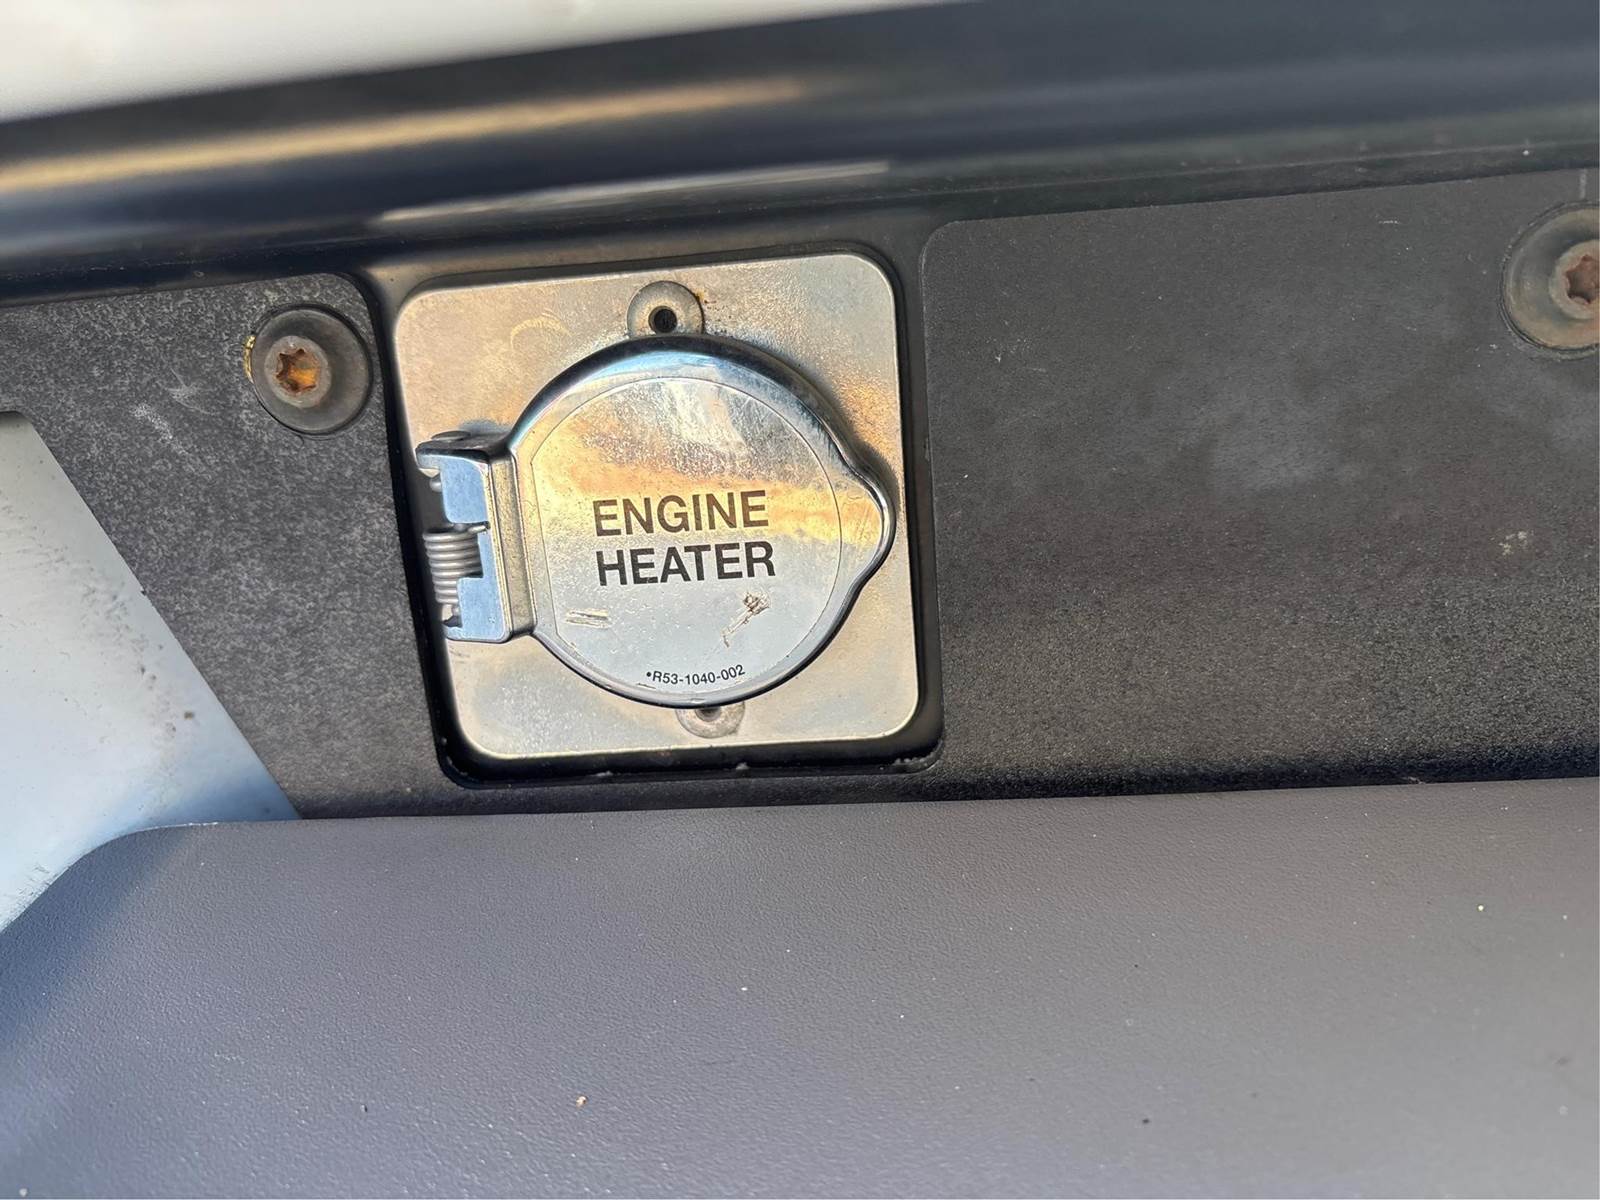 ENGINE
HEATER
•R53-1040-002